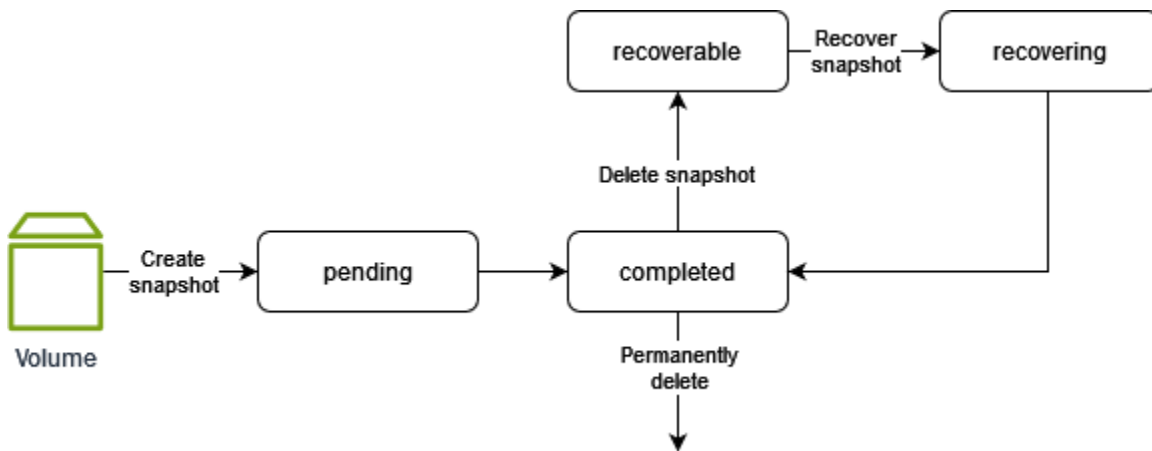 recoverable
Recover
snapshot
recovering
Delete snapshot
Create
snapshot
pending
completed
Volume
Permanently
delete